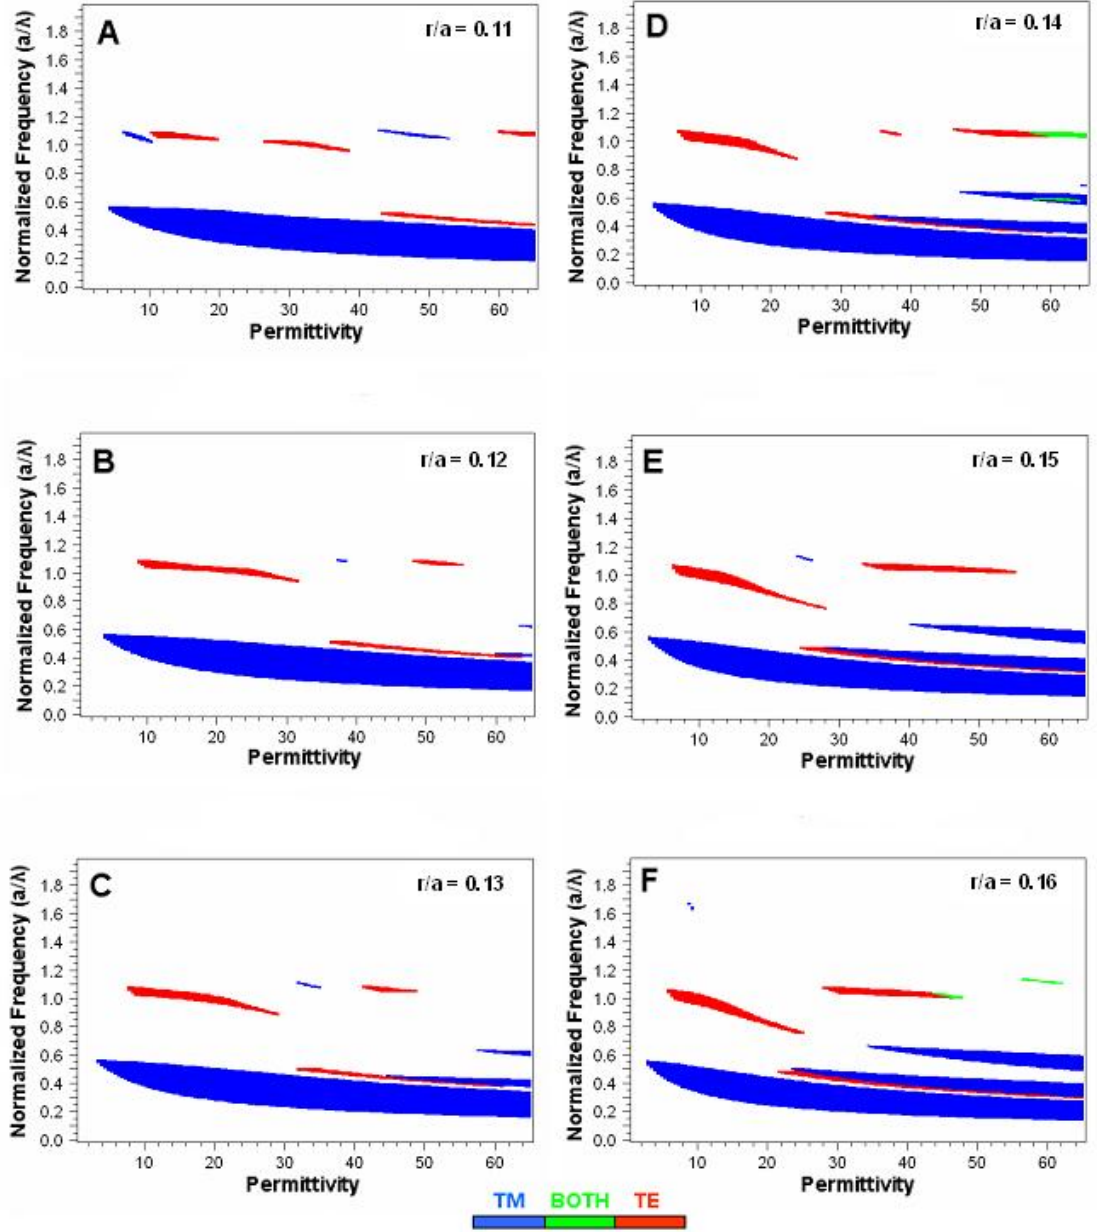 A
r/a = 0.11
Normalized Frequency (a/λ)
1.8
1.6
1.4
1.2
1.0
0.8
0.6
0.4
0.2
0.0
10 20 30 40 50 60
Permittivity
D
r/a = 0.14
Normalized Frequency (a/λ)
1.8
1.6
1.4
1.2
1.0
0.8
0.6
0.4
0.2
0.0
10 20 30 40 50 60
Permittivity
B
r/a = 0.12
Normalized Frequency (a/λ)
1.8
1.6
1.4
1.2
1.0
0.8
0.6
0.4
0.2
0.0
10 20 30 40 50 60
Permittivity
E
r/a = 0.15
Normalized Frequency (a/λ)
1.8
1.6
1.4
1.2
1.0
0.8
0.6
0.4
0.2
0.0
10 20 30 40 50 60
Permittivity
C
r/a = 0.13
Normalized Frequency (a/λ)
1.8
1.6
1.4
1.2
1.0
0.8
0.6
0.4
0.2
0.0
10 20 30 40 50 60
Permittivity
F
r/a = 0.16
Normalized Frequency (a/λ)
1.8
1.6
1.4
1.2
1.0
0.8
0.6
0.4
0.2
0.0
10 20 30 40 50 60
Permittivity
TM BOTH TE